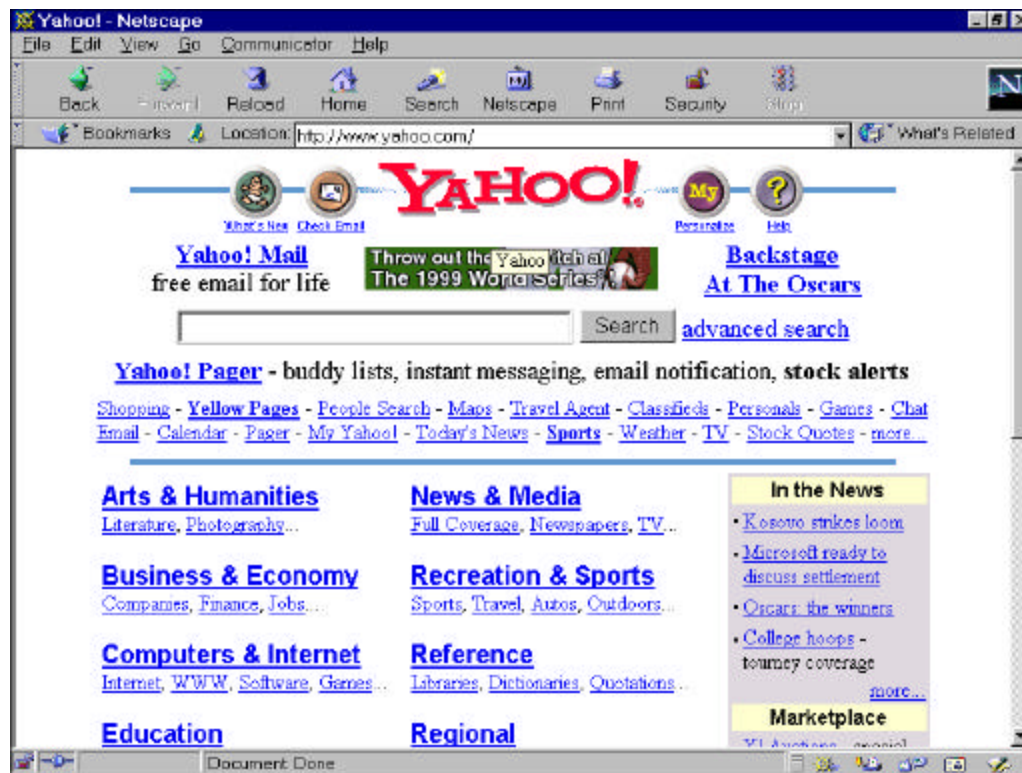 Yahoo! - Netscape
File Edit View Go Communicator Help
Back Forward Reload Home Search Netscape Print Security Stop
Bookmarks Location: http://www.yahoo.com/ What's Related
YAHOO! My ?
What's New Check Email Personalize Help
Yahoo! Mail
free email for life
Throw out the Yahoo itch at
The 1999 World Series
Backstage
At The Oscars
Search advanced search
Yahoo! Pager - buddy lists, instant messaging, email notification, stock alerts
Shopping - Yellow Pages - People Search - Maps - Travel Agent - Classifieds - Personals - Games - Chat
Email - Calendar - Pager - My Yahoo! - Today's News - Sports - Weather - TV - Stock Quotes - more...
Arts & Humanities
Literature, Photography...
News & Media
Full Coverage, Newspapers, TV...
Business & Economy
Companies, Finance, Jobs....
Recreation & Sports
Sports, Travel, Autos, Outdoors...
Computers & Internet
Internet, WWW, Software, Games...
Reference
Libraries, Dictionaries, Quotations...
Education
Regional
In the News
· Kosovo strikes loom
· Microsoft ready to
discuss settlement
· Oscars: the winners
· College hoops -
tourney coverage
more...
Marketplace
Document Done